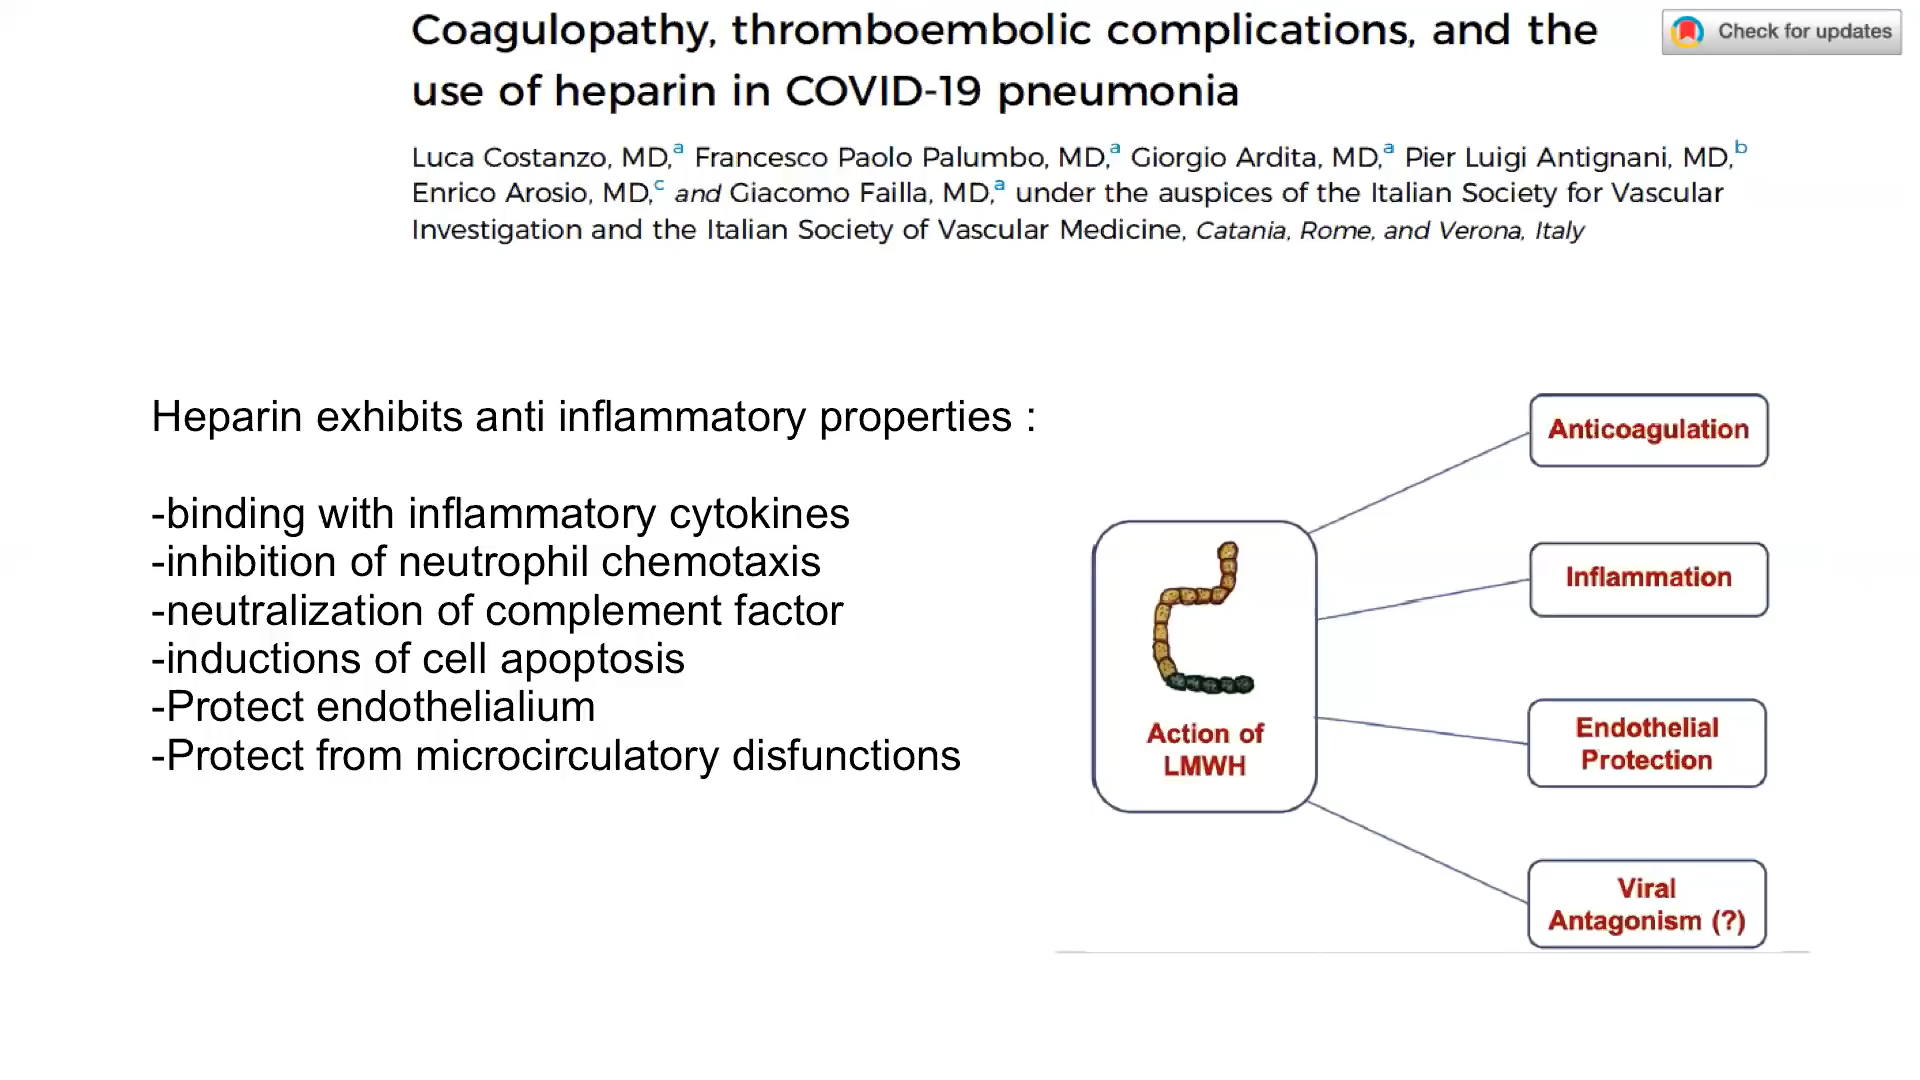 Coagulopathy, thromboembolic complications, and the
use of heparin in COVID-19 pneumonia
Check for updates
Luca Costanzo, MD,a Francesco Paolo Palumbo, MD,a Giorgio Ardita, MD,a Pier Luigi Antignani, MD,b
Enrico Arosio, MD,c and Giacomo Failla, MD,a under the auspices of the Italian Society for Vascular
Investigation and the Italian Society of Vascular Medicine, Catania, Rome, and Verona, Italy
Heparin exhibits anti inflammatory properties :
-binding with inflammatory cytokines
-inhibition of neutrophil chemotaxis
-neutralization of complement factor
-inductions of cell apoptosis
-Protect endothelialium
-Protect from microcirculatory disfunctions
Action of
LMWH
Anticoagulation
Inflammation
Endothelial
Protection
Viral
Antagonism (?)